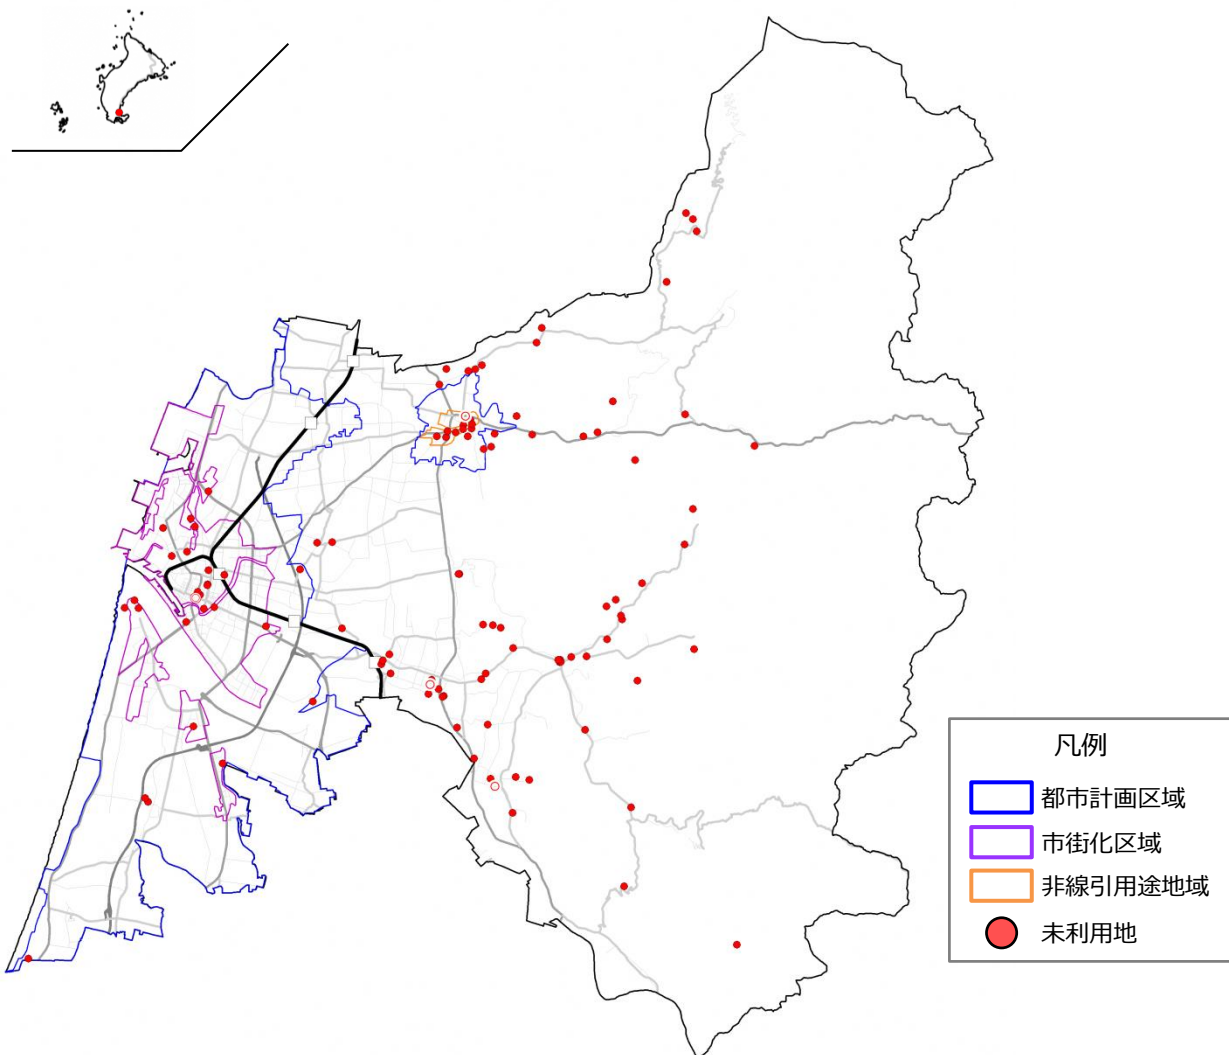 凡例
都市計画区域
市街化区域
非線引用途地域
未利用地